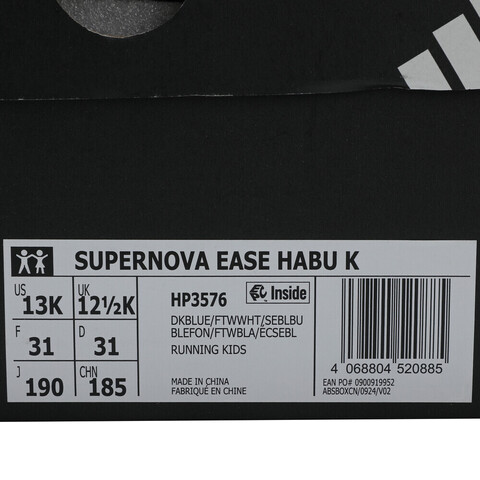 SUPERNOVA EASE HABU K
US 13K UK 12½K
F 31 D 31
J 190 CHN 185
HP3576 Inside
DKBLUE/FTWWHT/SEBLBU
BLEFON/FTWBLA/ECSEBL
RUNNING KIDS
MADE IN CHINA
FABRIQUÉ EN CHINE
4 068804 520885
EAN PO# 0900919952
ABSBOXCN/0924/V02